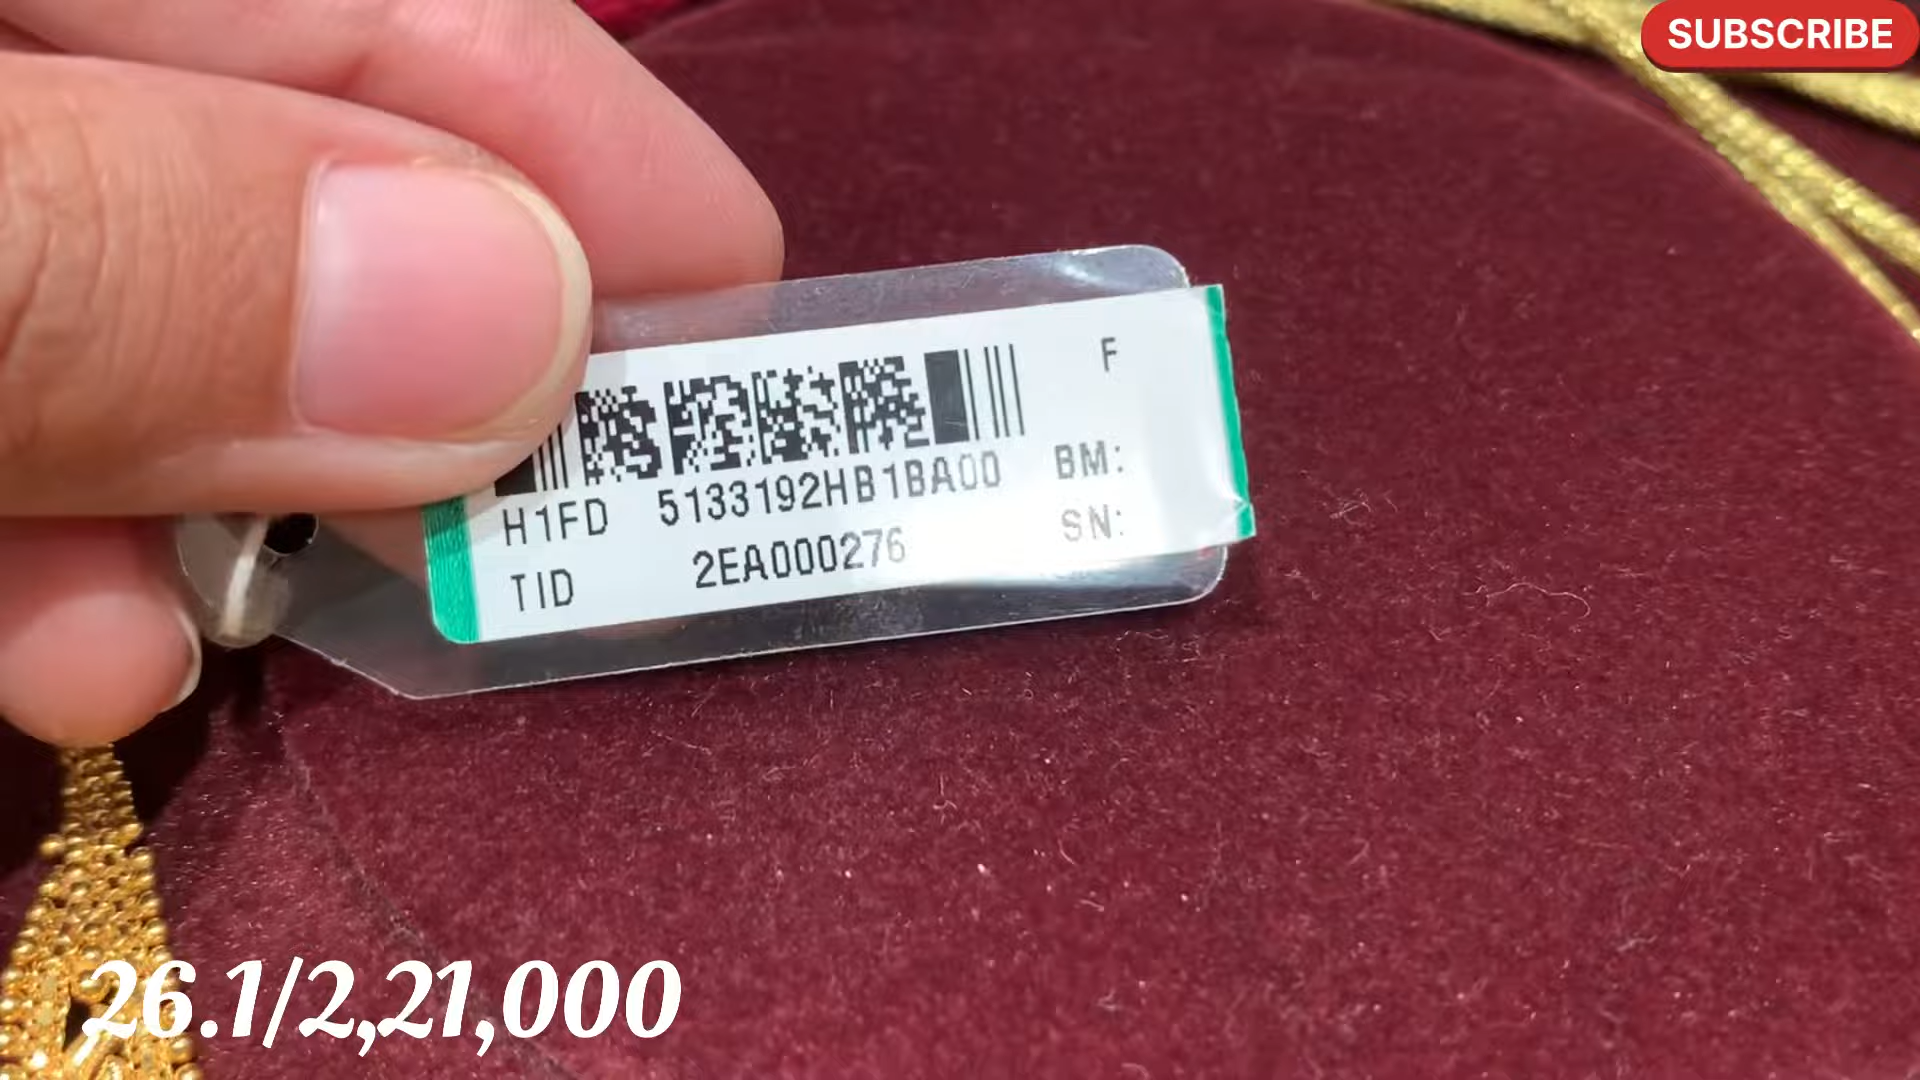 SUBSCRIBE
F
H1FD 5133192HB1BA00 BM:
TID 2EA000276 SN:
26.1/2,21,000